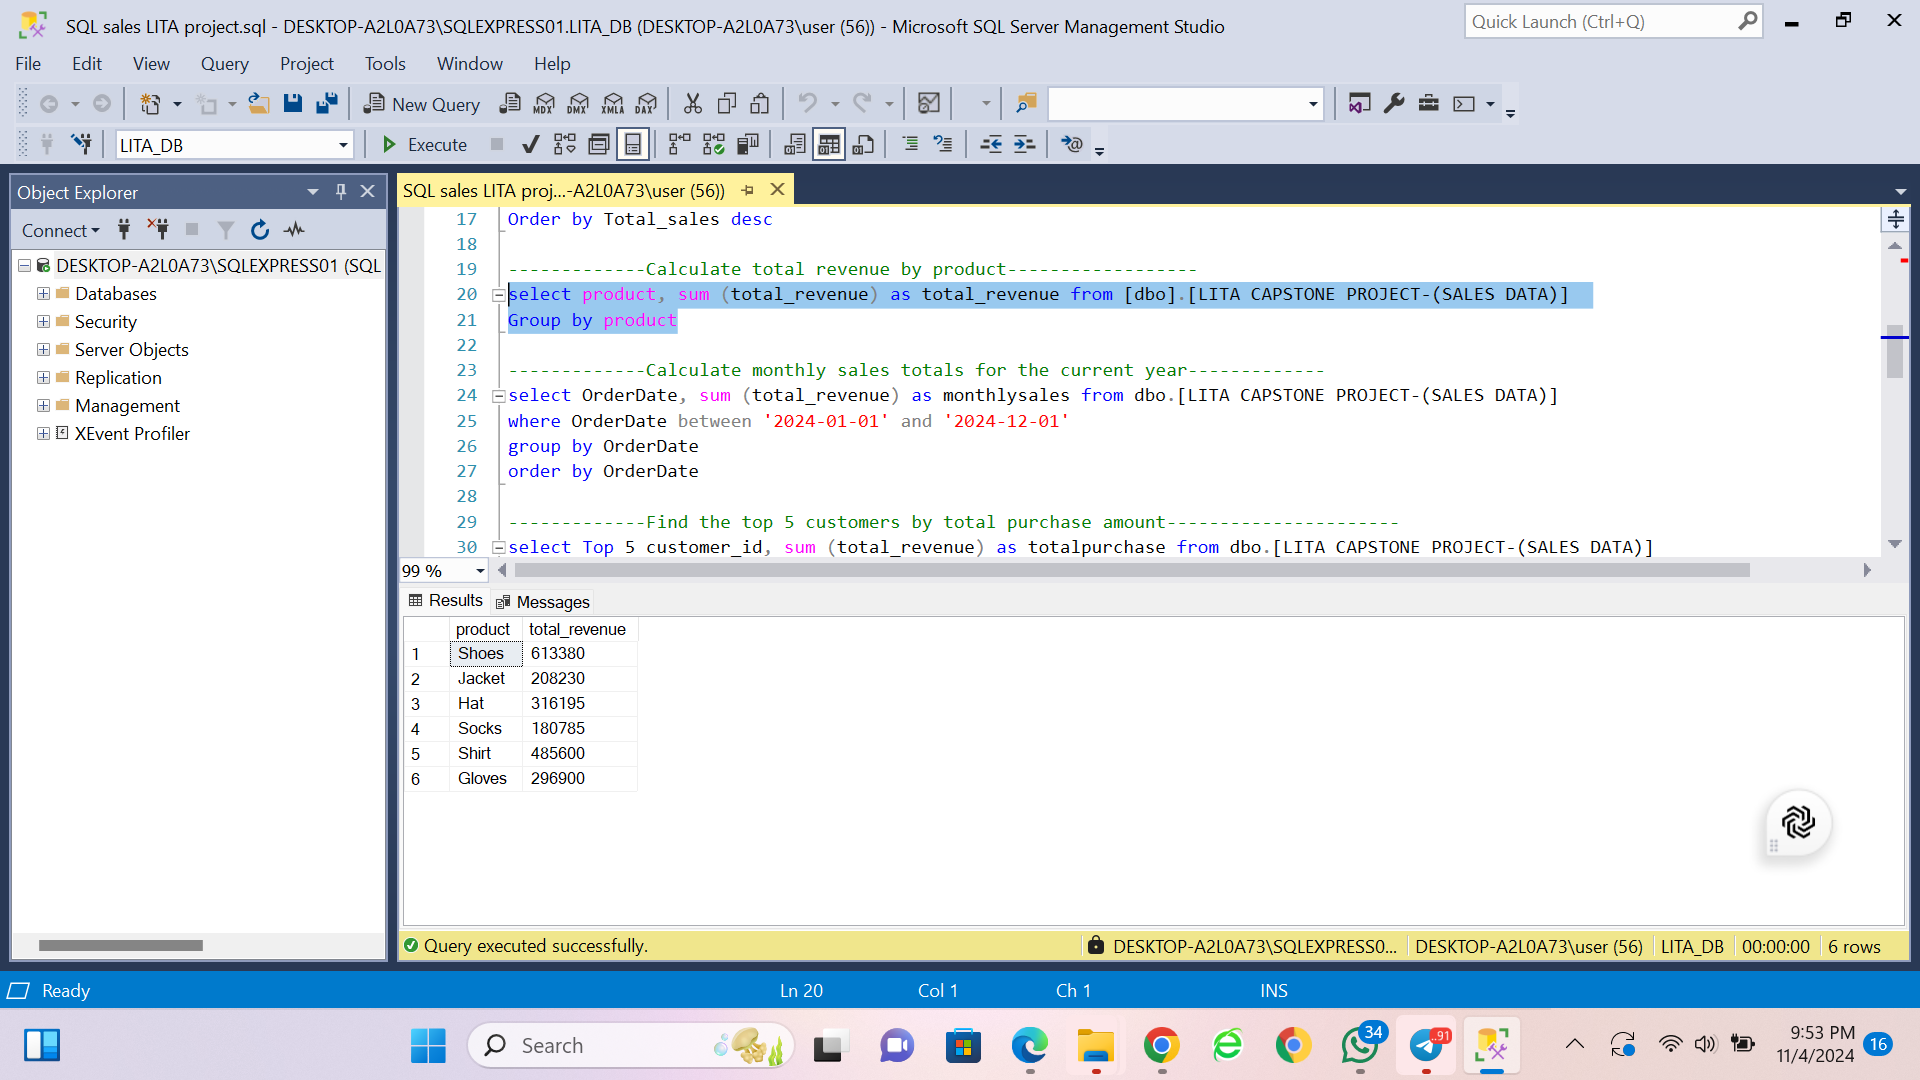 SQL sales LITA project.sql - DESKTOP-A2L0A73\SQLEXPRESS01.LITA_DB (DESKTOP-A2L0A73\user (56)) - Microsoft SQL Server Management Studio
Quick Launch (Ctrl+Q)
File Edit View Query Project Tools Window Help
New Query MDX DMX XMLA DAX
LITA_DB Execute
Object Explorer
SQL sales LITA proj...-A2L0A73\user (56))
Connect
DESKTOP-A2L0A73\SQLEXPRESS01 (SQL
Databases
Security
Server Objects
Replication
Management
XEvent Profiler
17 Order by Total_sales desc
18
19 -------------Calculate total revenue by product------------------
20 select product, sum (total_revenue) as total_revenue from [dbo].[LITA CAPSTONE PROJECT-(SALES DATA)]
21 Group by product
22
23 -------------Calculate monthly sales totals for the current year-------------
24 select OrderDate, sum (total_revenue) as monthlysales from dbo.[LITA CAPSTONE PROJECT-(SALES DATA)]
25 where OrderDate between '2024-01-01' and '2024-12-01'
26 group by OrderDate
27 order by OrderDate
28
29 -------------Find the top 5 customers by total purchase amount----------------------
30 select Top 5 customer_id, sum (total_revenue) as totalpurchase from dbo.[LITA CAPSTONE PROJECT-(SALES DATA)]
99 %
Results Messages
product total_revenue
1 Shoes 613380
2 Jacket 208230
3 Hat 316195
4 Socks 180785
5 Shirt 485600
6 Gloves 296900
Query executed successfully. DESKTOP-A2L0A73\SQLEXPRESS0... DESKTOP-A2L0A73\user (56) LITA_DB 00:00:00 6 rows
Ready Ln 20 Col 1 Ch 1 INS
Search
34
..91
9:53 PM
11/4/2024
16